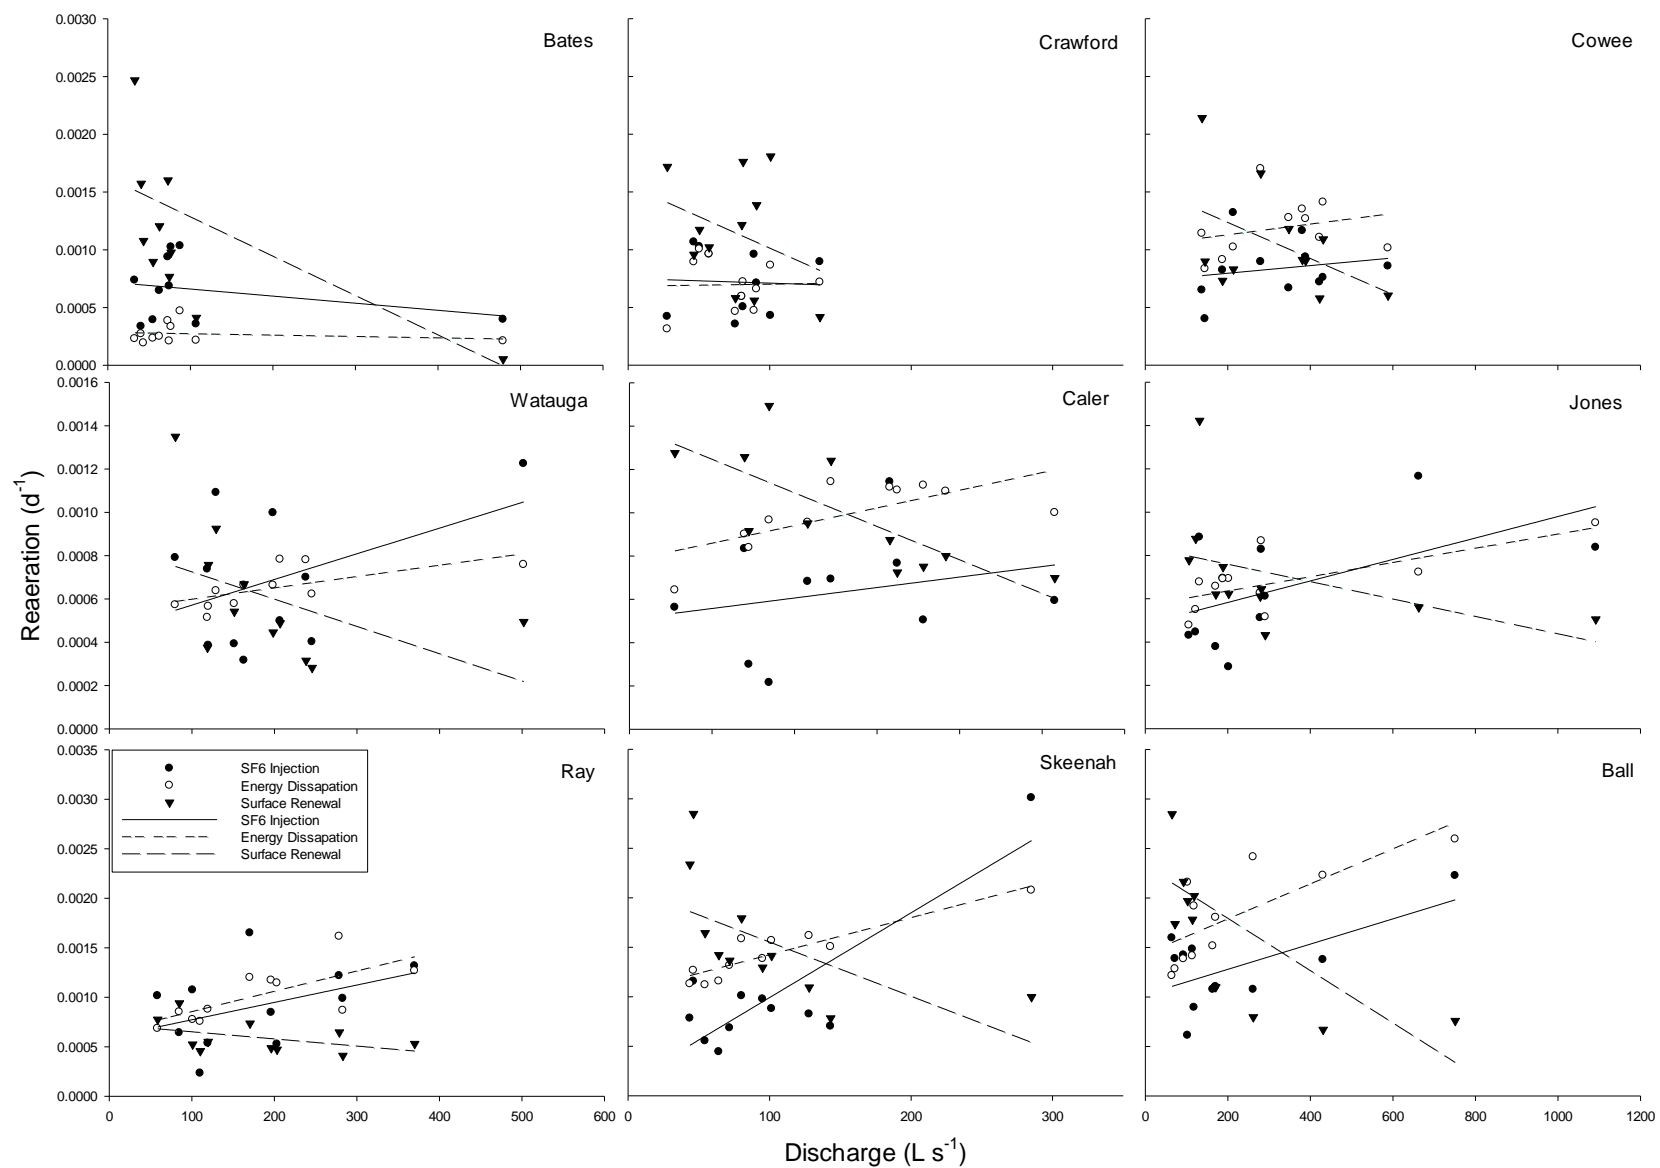 0.0030
0.0025
0.0020
0.0015
0.0010
0.0005
0.0000
Bates
Crawford
Cowee
0.0016
0.0014
0.0012
0.0010
0.0008
0.0006
0.0004
0.0002
0.0000
Watauga
Caler
Jones
Reaeration (d-1)
0.0035
0.0030
0.0025
0.0020
0.0015
0.0010
0.0005
0.0000
SF6 Injection
Energy Dissapation
Surface Renewal
SF6 Injection
Energy Dissapation
Surface Renewal
Ray
Skeenah
Ball
0 100 200 300 400 500 600
0 100 200 300
0 200 400 600 800 1000 1200
Discharge (L s-1)